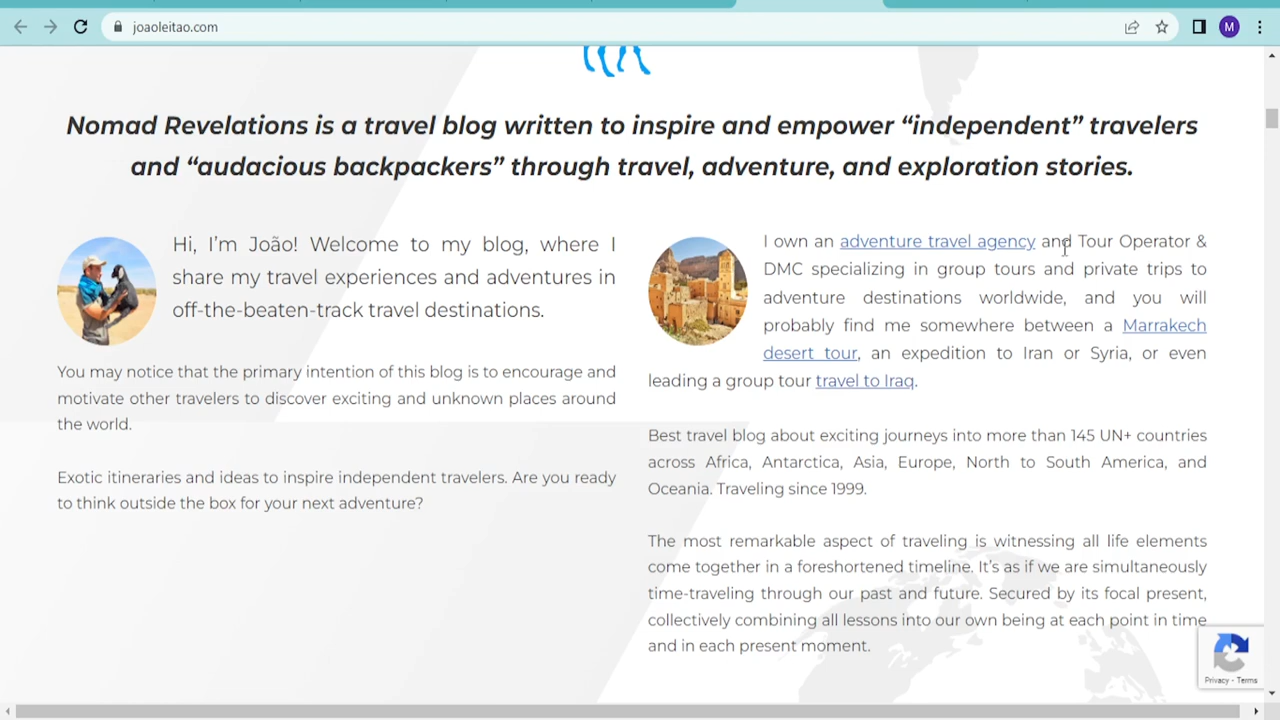 joaoleitao.com
M
Nomad Revelations is a travel blog written to inspire and empower “independent” travelers
and “audacious backpackers” through travel, adventure, and exploration stories.
Hi, I’m João! Welcome to my blog, where I
share my travel experiences and adventures in
off-the-beaten-track travel destinations.
You may notice that the primary intention of this blog is to encourage and
motivate other travelers to discover exciting and unknown places around
the world.
Exotic itineraries and ideas to inspire independent travelers. Are you ready
to think outside the box for your next adventure?
I own an adventure travel agency and Tour Operator &
DMC specializing in group tours and private trips to
adventure destinations worldwide, and you will
probably find me somewhere between a Marrakech
desert tour, an expedition to Iran or Syria, or even
leading a group tour travel to Iraq.
Best travel blog about exciting journeys into more than 145 UN+ countries
across Africa, Antarctica, Asia, Europe, North to South America, and
Oceania. Traveling since 1999.
The most remarkable aspect of traveling is witnessing all life elements
come together in a foreshortened timeline. It’s as if we are simultaneously
time-traveling through our past and future. Secured by its focal present,
collectively combining all lessons into our own being at each point in time
and in each present moment.
Privacy - Terms